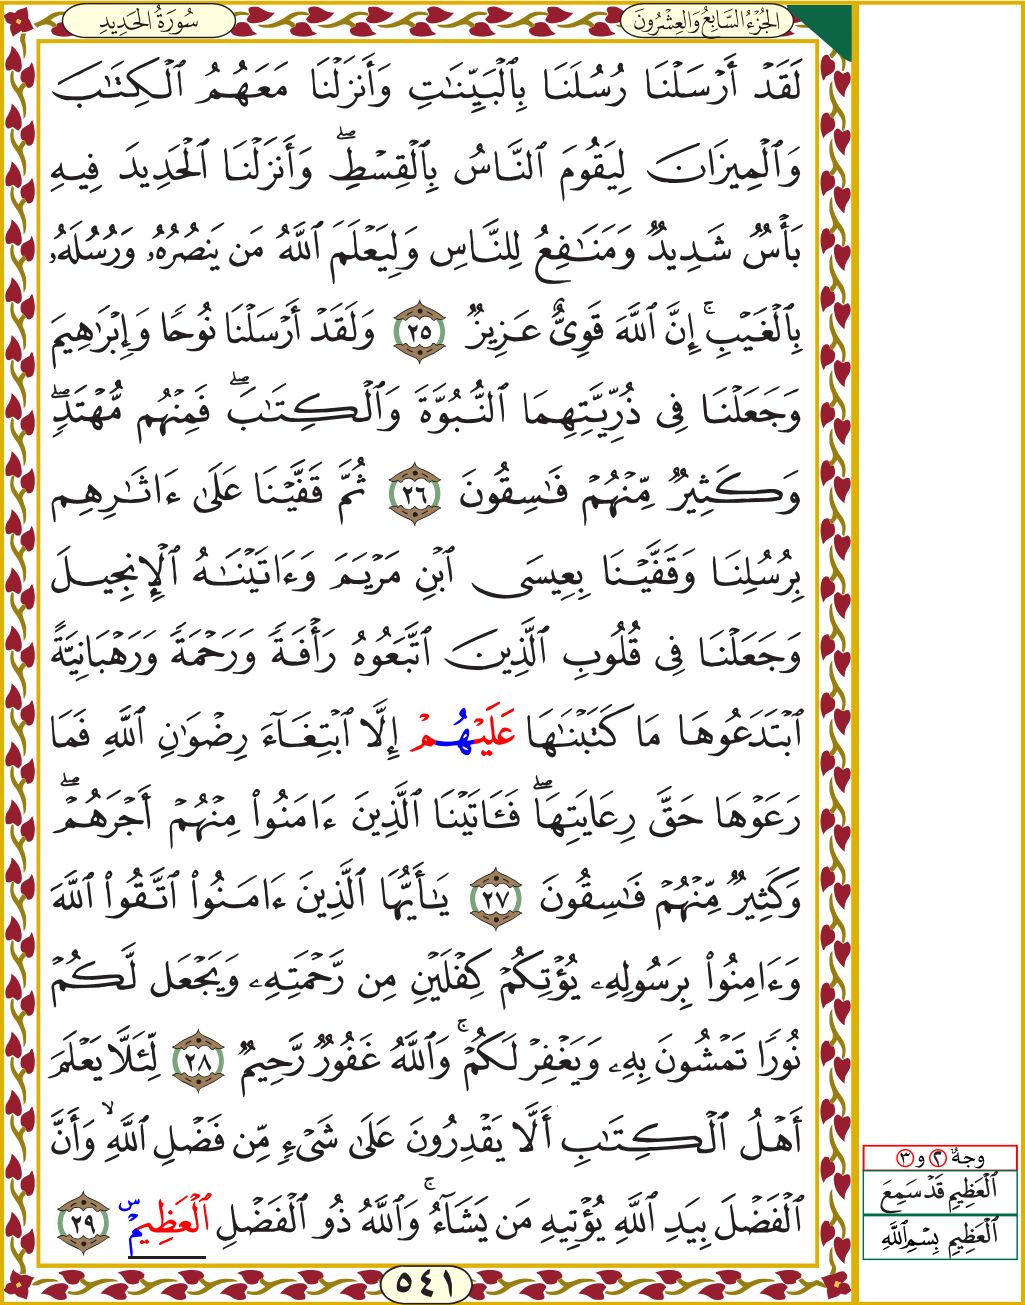 الجُزْءُ السَّابِعُ وَالعِشْرُونَ
سُورَةُ الحَدِيدِ
لَقَدۡ أَرۡسَلۡنَا رُسُلَنَا بِٱلۡبَيِّنَٰتِ وَأَنزَلۡنَا مَعَهُمُ ٱلۡكِتَٰبَ
وَٱلۡمِيزَانَ لِيَقُومَ ٱلنَّاسُ بِٱلۡقِسۡطِۖ وَأَنزَلۡنَا ٱلۡحَدِيدَ فِيهِ
بَأۡسٞ شَدِيدٞ وَمَنَٰفِعُ لِلنَّاسِ وَلِيَعۡلَمَ ٱللَّهُ مَن يَنصُرُهُۥ وَرُسُلَهُۥ
بِٱلۡغَيۡبِۚ إِنَّ ٱللَّهَ قَوِيٌّ عَزِيزٞ ٢٥ وَلَقَدۡ أَرۡسَلۡنَا نُوحٗا وَإِبۡرَٰهِيمَ
وَجَعَلۡنَا فِي ذُرِّيَّتِهِمَا ٱلنُّبُوَّةَ وَٱلۡكِتَٰبَۖ فَمِنۡهُم مُّهۡتَدٖۖ
وَكَثِيرٞ مِّنۡهُمۡ فَٰسِقُونَ ٢٦ ثُمَّ قَفَّيۡنَا عَلَىٰٓ ءَاثَٰرِهِم
بِرُسُلِنَا وَقَفَّيۡنَا بِعِيسَى ٱبۡنِ مَرۡيَمَ وَءَاتَيۡنَٰهُ ٱلۡإِنجِيلَ
وَجَعَلۡنَا فِي قُلُوبِ ٱلَّذِينَ ٱتَّبَعُوهُ رَأۡفَةٗ وَرَحۡمَةٗ وَرَهۡبَانِيَّةً
ٱبۡتَدَعُوهَا مَا كَتَبۡنَٰهَا عَلَيۡهُمۡ إِلَّا ٱبۡتِغَآءَ رِضۡوَٰنِ ٱللَّهِ فَمَا
رَعَوۡهَا حَقَّ رِعَايَتِهَاۖ فَـَٔاتَيۡنَا ٱلَّذِينَ ءَامَنُواْ مِنۡهُمۡ أَجۡرَهُمۡۖ
وَكَثِيرٞ مِّنۡهُمۡ فَٰسِقُونَ ٢٧ يَٰٓأَيُّهَا ٱلَّذِينَ ءَامَنُواْ ٱتَّقُواْ ٱللَّهَ
وَءَامِنُواْ بِرَسُولِهِۦ يُؤۡتِكُمۡ كِفۡلَيۡنِ مِن رَّحۡمَتِهِۦ وَيَجۡعَل لَّكُمۡ
نُورٗا تَمۡشُونَ بِهِۦ وَيَغۡفِرۡ لَكُمۡۚ وَٱللَّهُ غَفُورٞ رَّحِيمٞ ٢٨ لِّئَلَّا يَعۡلَمَ
أَهۡلُ ٱلۡكِتَٰبِ أَلَّا يَقۡدِرُونَ عَلَىٰ شَيۡءٖ مِّن فَضۡلِ ٱللَّهِۙ وَأَنَّ
ٱلۡفَضۡلَ بِيَدِ ٱللَّهِ يُؤۡتِيهِ مَن يَشَآءُۚ وَٱللَّهُ ذُو ٱلۡفَضۡلِ ٱلۡعَظِيمِ س ٢٩
وجهٌ ٢ و ٣
ٱلۡعَظِيمِ قَدۡ سَمِعَ
ٱلۡعَظِيمِ بِسۡمِ ٱللَّهِ
٥٤١